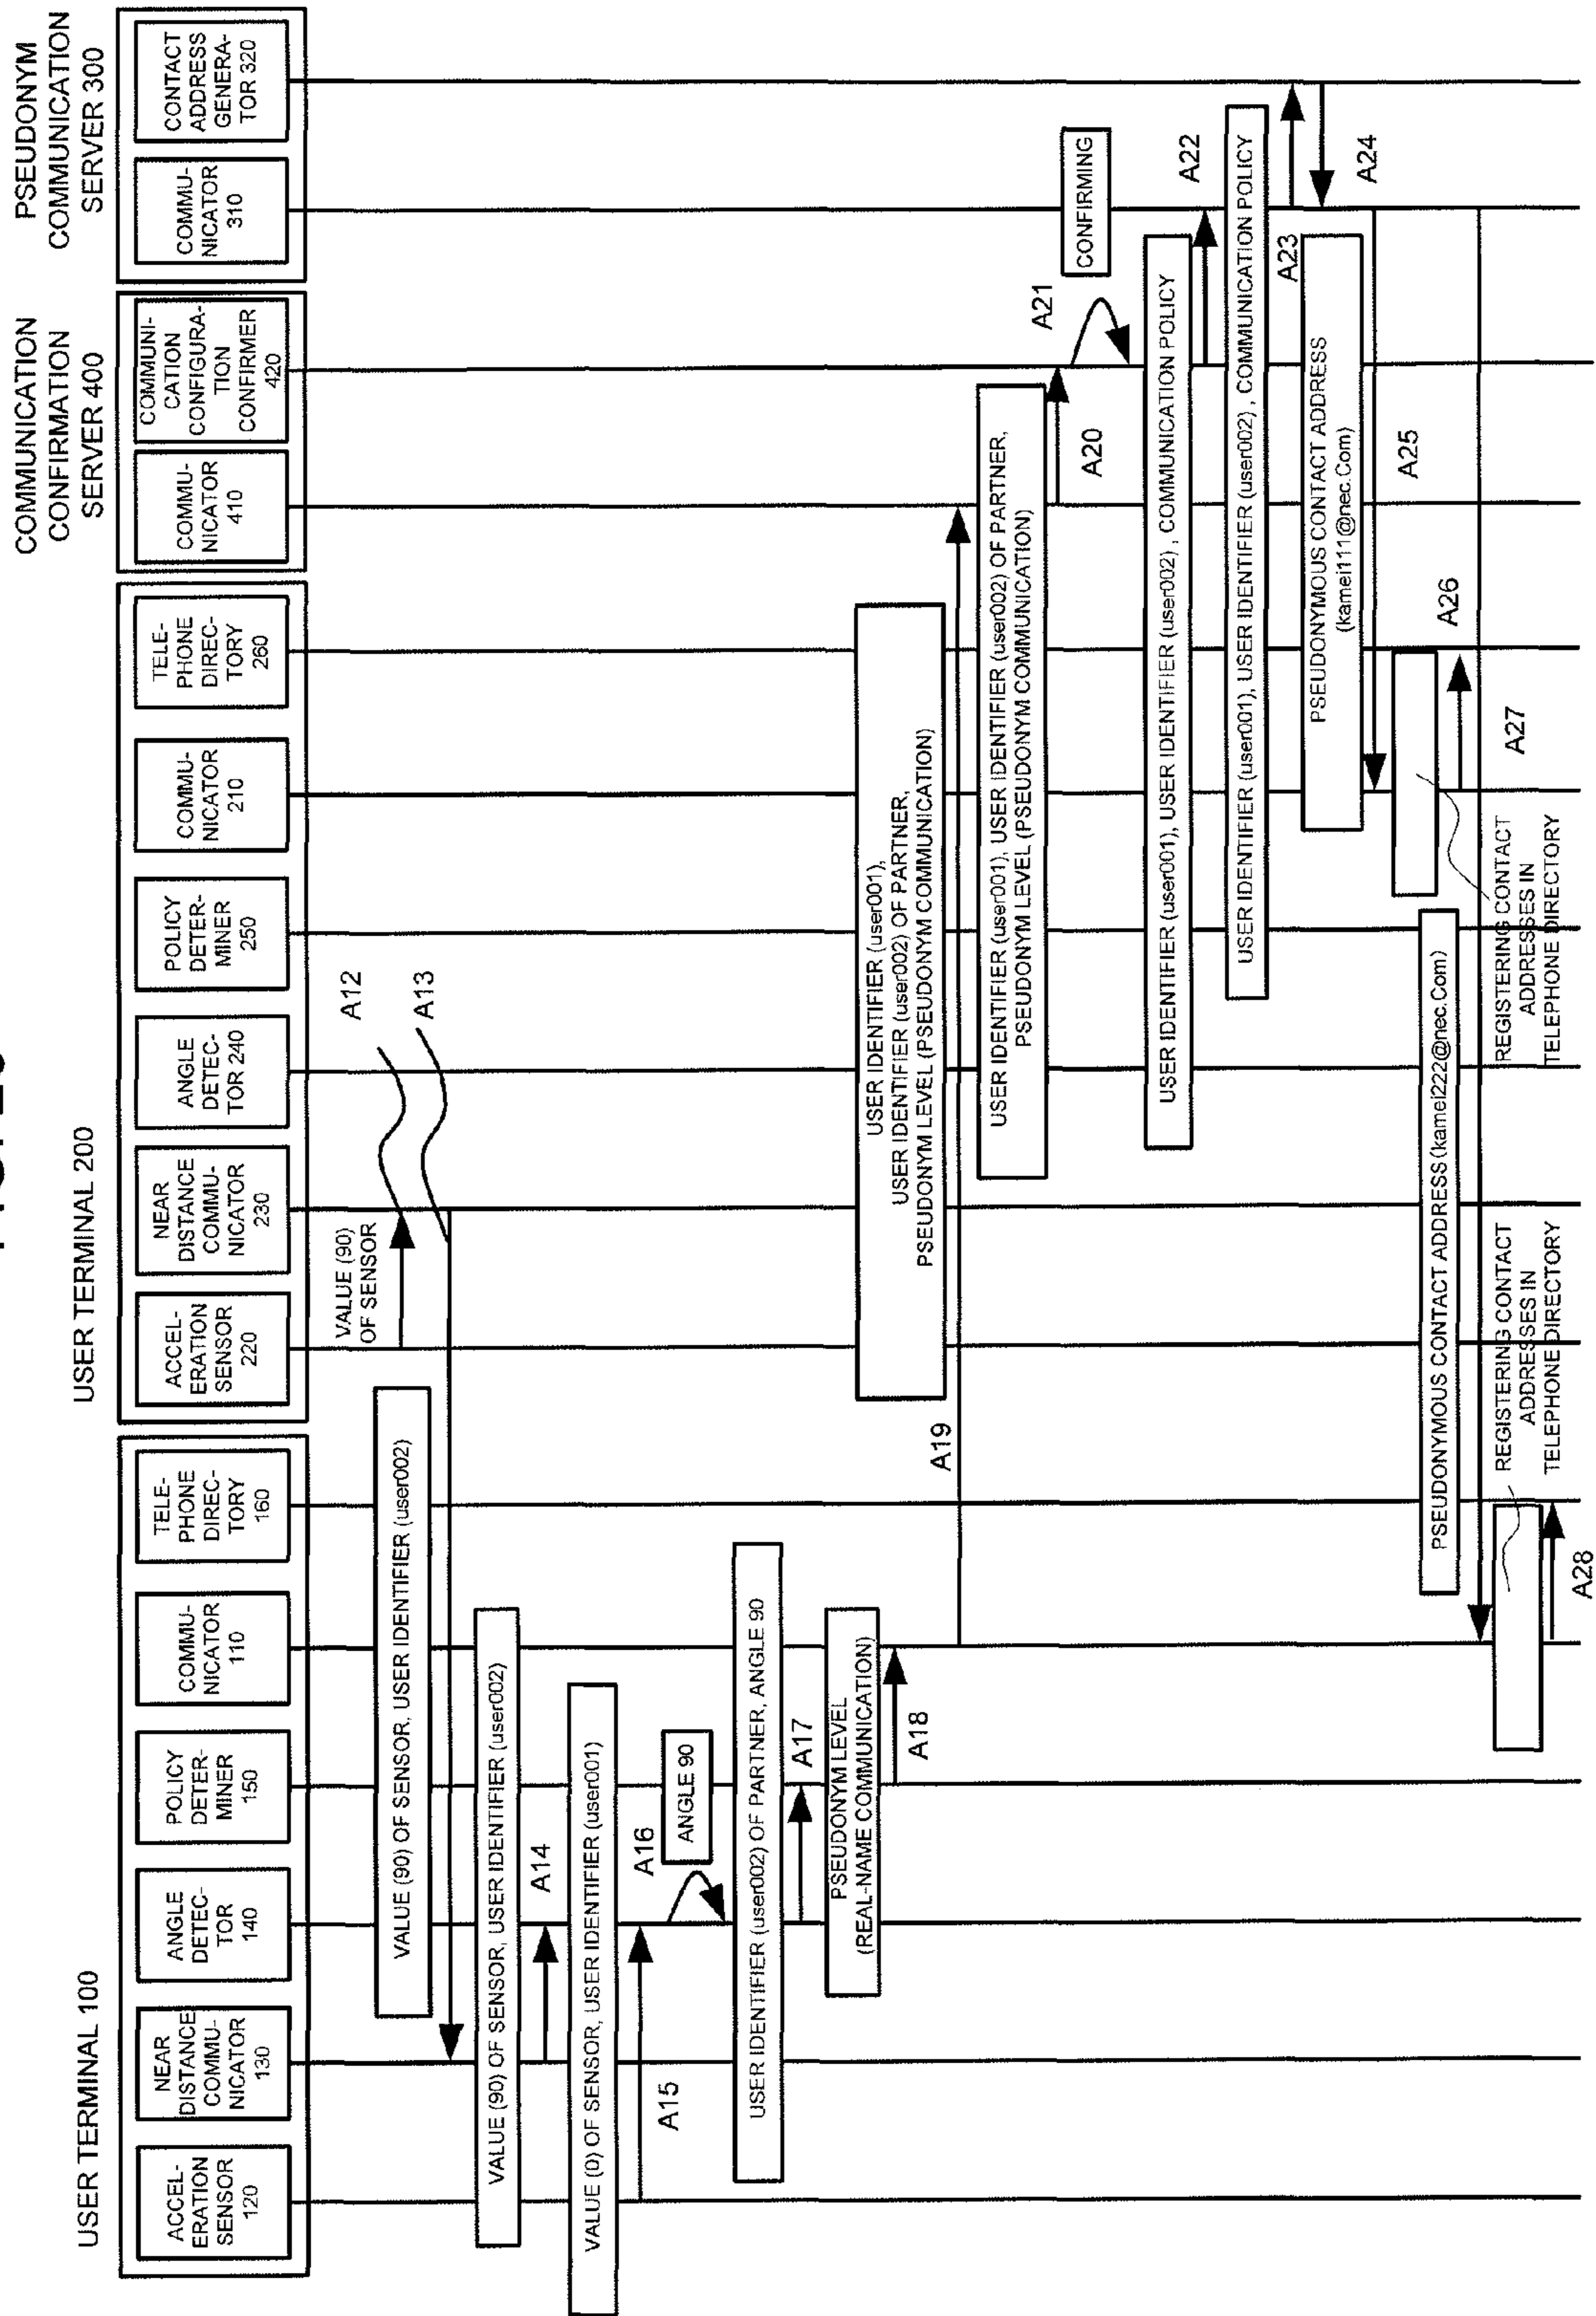 USER TERMINAL 100
USER TERMINAL 200
COMMUNICATION
CONFIRMATION
SERVER 400
PSEUDONYM
COMMUNICATION
SERVER 300
ACCEL-
ERATION
SENSOR
120
NEAR
DISTANCE
COMMU-
NICATOR
130
ANGLE
DETEC-
TOR
140
POLICY
DETER-
MINER
150
COMMU-
NICATOR
110
TELE-
PHONE
DIREC-
TORY
160
ACCEL-
ERATION
SENSOR
220
NEAR
DISTANCE
COMMU-
NICATOR
230
ANGLE
DETEC-
TOR 240
POLICY
DETER-
MINER
250
COMMU-
NICATOR
210
TELE-
PHONE
DIREC-
TORY
260
COMMU-
NICATOR
410
COMMUNI-
CATION
CONFIGURA-
TION
CONFIRMER
420
COMMU-
NICATOR
310
CONTACT
ADDRESS
GENERA-
TOR 320
VALUE (90)
OF SENSOR
A12
A13
VALUE (90) OF SENSOR, USER IDENTIFIER (user002)
VALUE (90) OF SENSOR, USER IDENTIFIER (user002)
A14
VALUE (0) OF SENSOR, USER IDENTIFIER (user001)
A15
A16
ANGLE 90
USER IDENTIFIER (user002) OF PARTNER, ANGLE 90
A17
PSEUDONYM LEVEL
(REAL-NAME COMMUNICATION)
A18
USER IDENTIFIER (user001),
USER IDENTIFIER (user002) OF PARTNER,
PSEUDONYM LEVEL (PSEUDONYM COMMUNICATION)
A19
USER IDENTIFIER (user001), USER IDENTIFIER (user002) OF PARTNER,
PSEUDONYM LEVEL (PSEUDONYM COMMUNICATION)
A20
A21
CONFIRMING
USER IDENTIFIER (user001), USER IDENTIFIER (user002) , COMMUNICATION POLICY
A22
USER IDENTIFIER (user001), USER IDENTIFIER (user002) , COMMUNICATION POLICY
A23
A24
PSEUDONYMOUS CONTACT ADDRESS
(kamei111@nec.Com)
A25
A26
REGISTERING CONTACT
ADDRESSES IN
TELEPHONE DIRECTORY
PSEUDONYMOUS CONTACT ADDRESS (kamei222@nec.Com)
A27
REGISTERING CONTACT
ADDRESSES IN
TELEPHONE DIRECTORY
A28